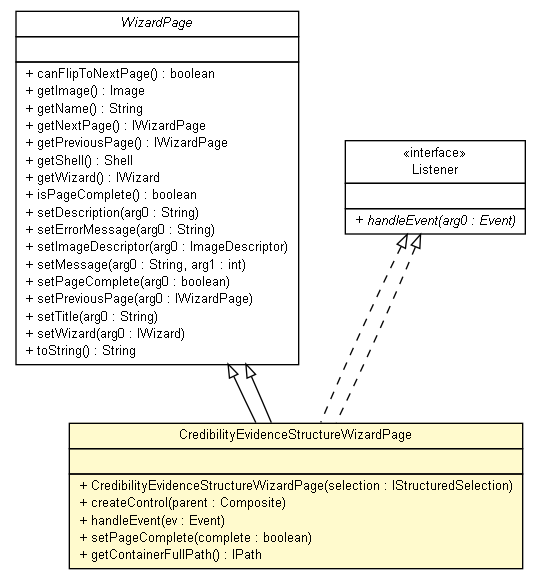 WizardPage
+ canFlipToNextPage() : boolean
+ getImage() : Image
+ getName() : String
+ getNextPage() : IWizardPage
+ getPreviousPage() : IWizardPage
+ getShell() : Shell
+ getWizard() : IWizard
+ isPageComplete() : boolean
+ setDescription(arg0 : String)
+ setErrorMessage(arg0 : String)
+ setImageDescriptor(arg0 : ImageDescriptor)
+ setMessage(arg0 : String, arg1 : int)
+ setPageComplete(arg0 : boolean)
+ setPreviousPage(arg0 : IWizardPage)
+ setTitle(arg0 : String)
+ setWizard(arg0 : IWizard)
+ toString() : String
«interface»
Listener
+ handleEvent(arg0 : Event)
CredibilityEvidenceStructureWizardPage
+ CredibilityEvidenceStructureWizardPage(selection : IStructuredSelection)
+ createControl(parent : Composite)
+ handleEvent(ev : Event)
+ setPageComplete(complete : boolean)
+ getContainerFullPath() : IPath